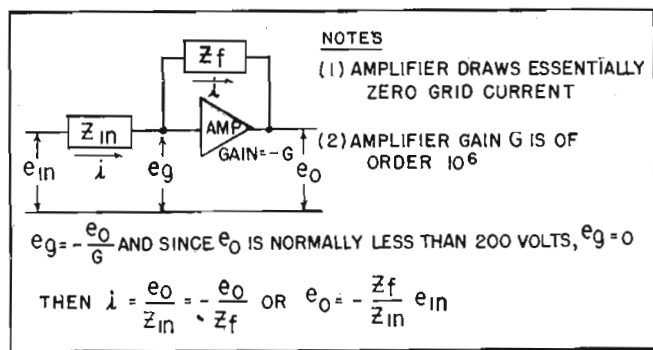 NOTE'S
(1) AMPLIFIER DRAWS ESSENTIALLY
ZERO GRID CURRENT
(2) AMPLIFIER GAIN G IS OF
ORDER 10⁶
Zf
i
AMP
GAIN=-G
Zin
i
ein
eg
eo
eg = -eo/G AND SINCE eo IS NORMALLY LESS THAN 200 VOLTS, eg=0
THEN i = eo/Zin = -eo/Zf OR eo = -Zf/Zin ein